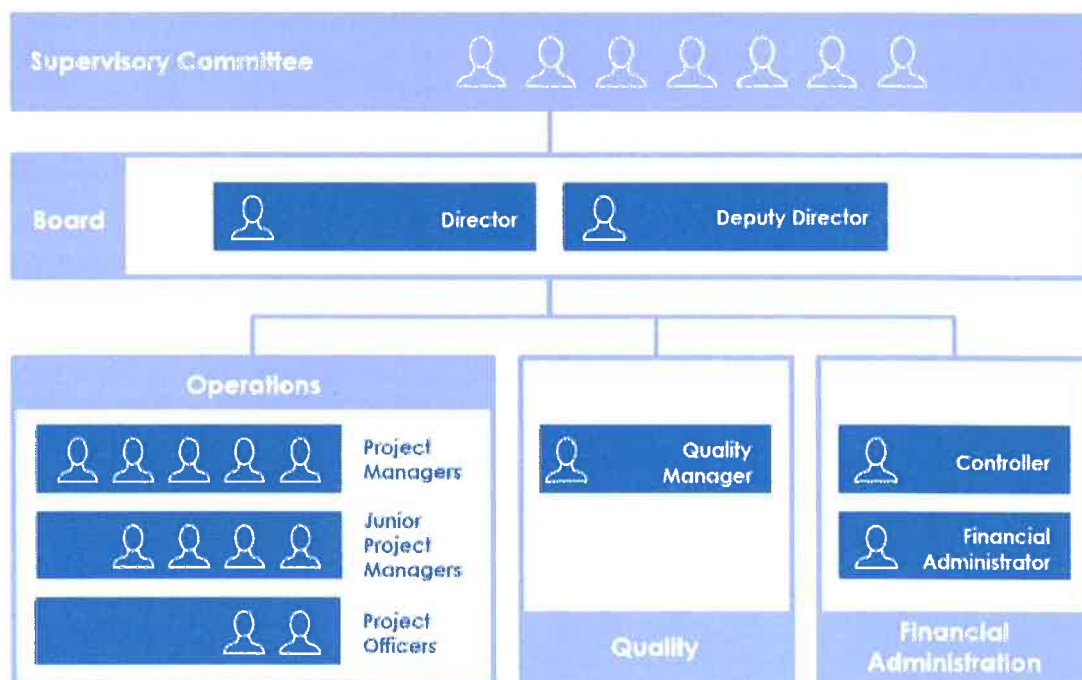 Supervisory Committee
Board
Director
Deputy Director
Operations
Project
Managers
Junior
Project
Managers
Project
Officers
Quality
Manager
Quality
Controller
Financial
Administrator
Financial
Administration